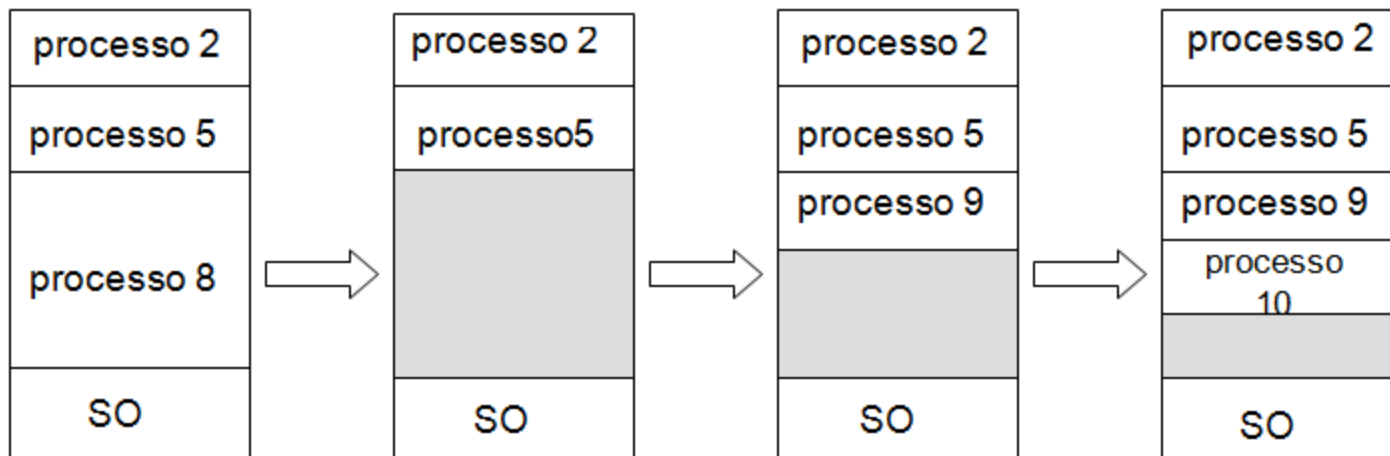 processo 2
processo 5
processo 8
SO
processo 2
processo5
SO
processo 2
processo 5
processo 9
SO
processo 2
processo 5
processo 9
processo
10
SO